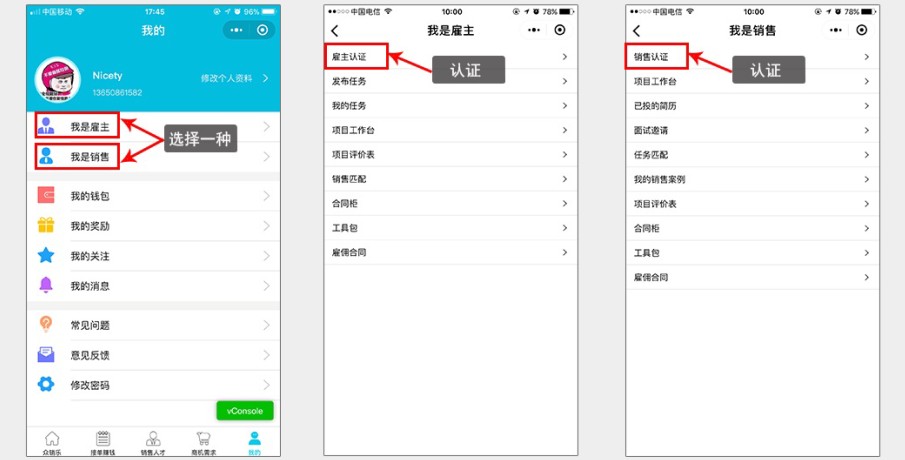 中国移动 17:45 96%
我的
Nicety
13650861582
修改个人资料
我是雇主
我是销售
选择一种
我的钱包
我的奖励
我的关注
我的消息
常见问题
意见反馈
修改密码
vConsole
众销乐 接单赚钱 销售人才 商机需求 我的
中国电信 10:00 78%
我是雇主
雇主认证
认证
发布任务
我的任务
项目工作台
项目评价表
销售匹配
合同柜
工具包
雇佣合同
中国电信 10:00 78%
我是销售
销售认证
认证
项目工作台
已投的简历
面试邀请
任务匹配
我的销售案例
项目评价表
合同柜
工具包
雇佣合同